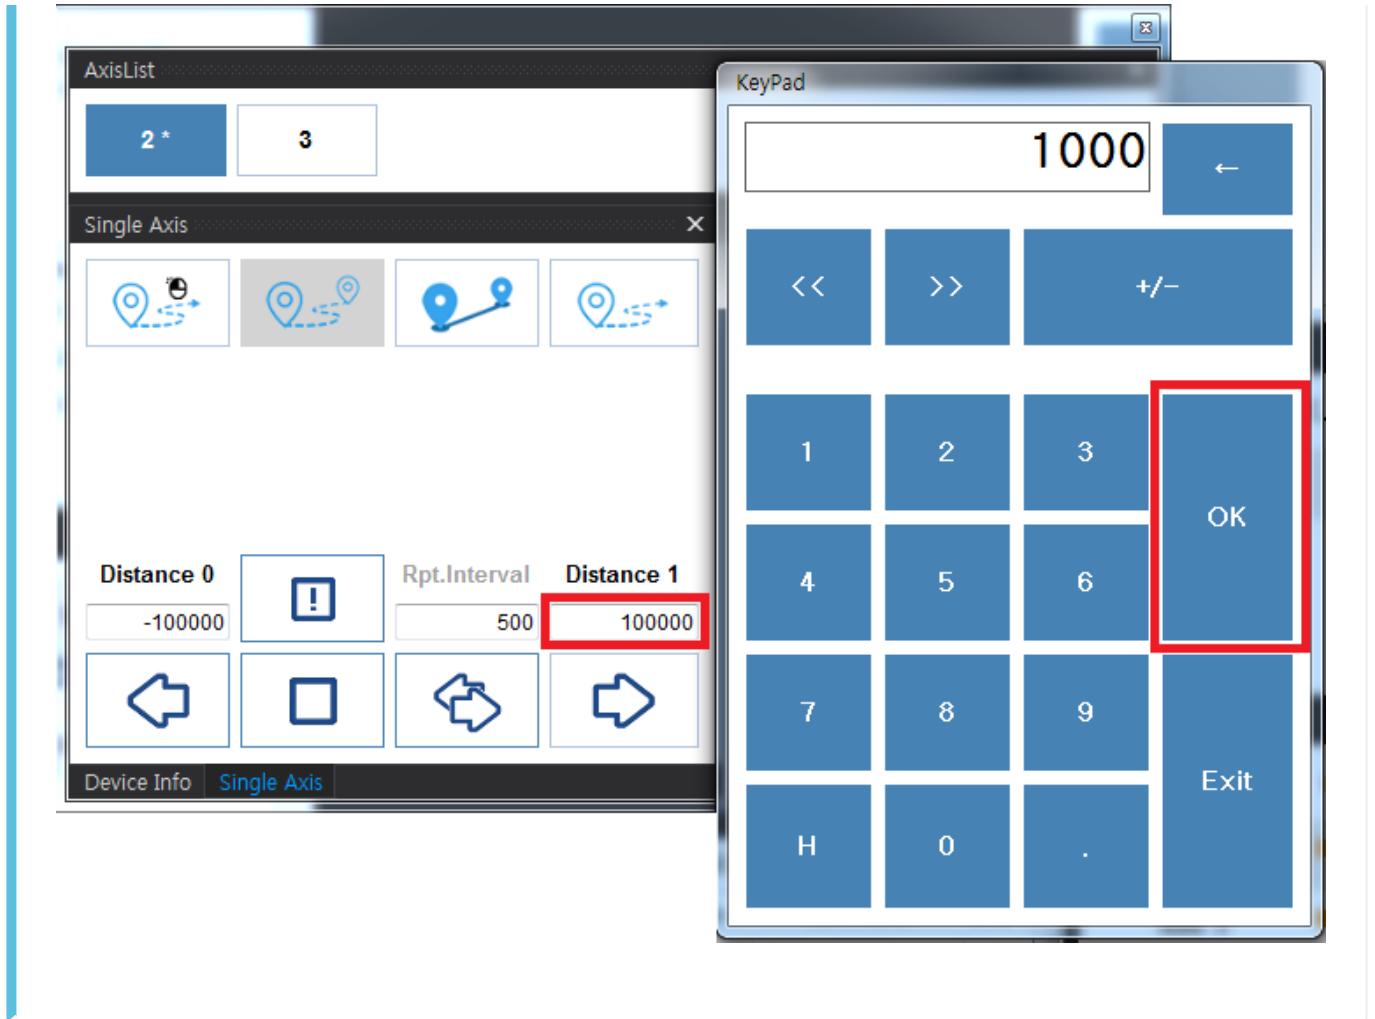 AxisList
2 *
3
Single Axis
Distance 0
Rpt.Interval
Distance 1
-100000
500
100000
Device Info
Single Axis
KeyPad
1000
←
<<
>>
+/-
1
2
3
OK
4
5
6
7
8
9
Exit
H
0
.